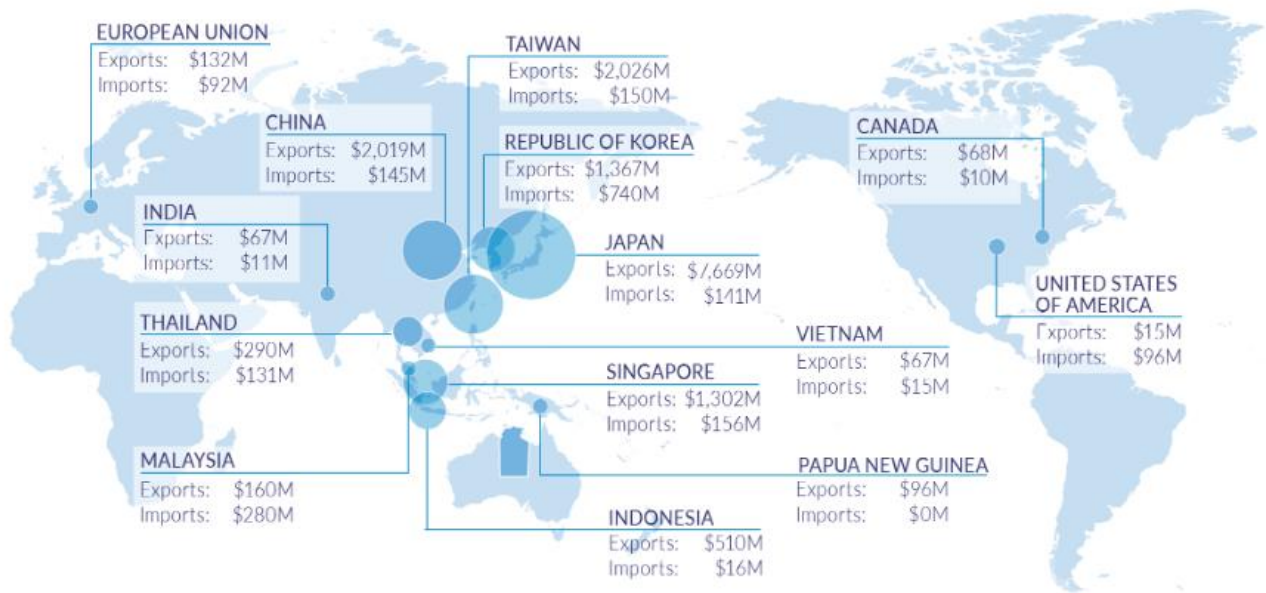 EUROPEAN UNION
Exports: $132M
Imports: $92M
TAIWAN
Exports: $2,026M
Imports: $150M
CHINA
Exports: $2,019M
Imports: $145M
REPUBLIC OF KOREA
Exports: $1,367M
Imports: $740M
CANADA
Exports: $68M
Imports: $10M
INDIA
Exports: $67M
Imports: $11M
JAPAN
Exports: $7,669M
Imports: $141M
UNITED STATES
OF AMERICA
Exports: $15M
Imports: $96M
THAILAND
Exports: $290M
Imports: $131M
VIETNAM
Exports: $67M
Imports: $15M
SINGAPORE
Exports: $1,302M
Imports: $156M
MALAYSIA
Exports: $160M
Imports: $280M
PAPUA NEW GUINEA
Exports: $96M
Imports: $0M
INDONESIA
Exports: $510M
Imports: $16M